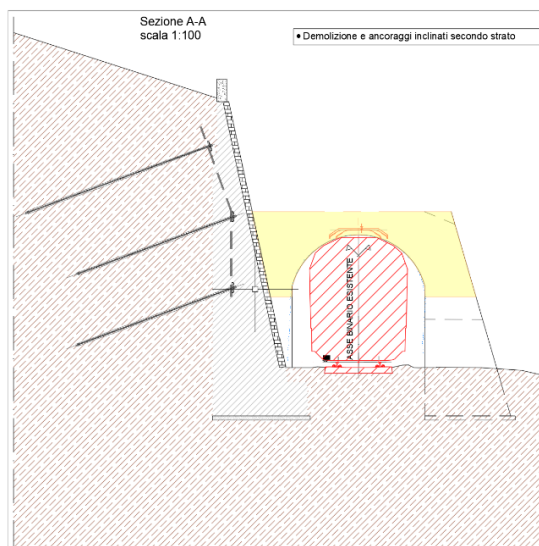 Sezione A-A
scala 1:100
• Demolizione e ancoraggi inclinati secondo strato
ASSE BINARIO ESISTENTE